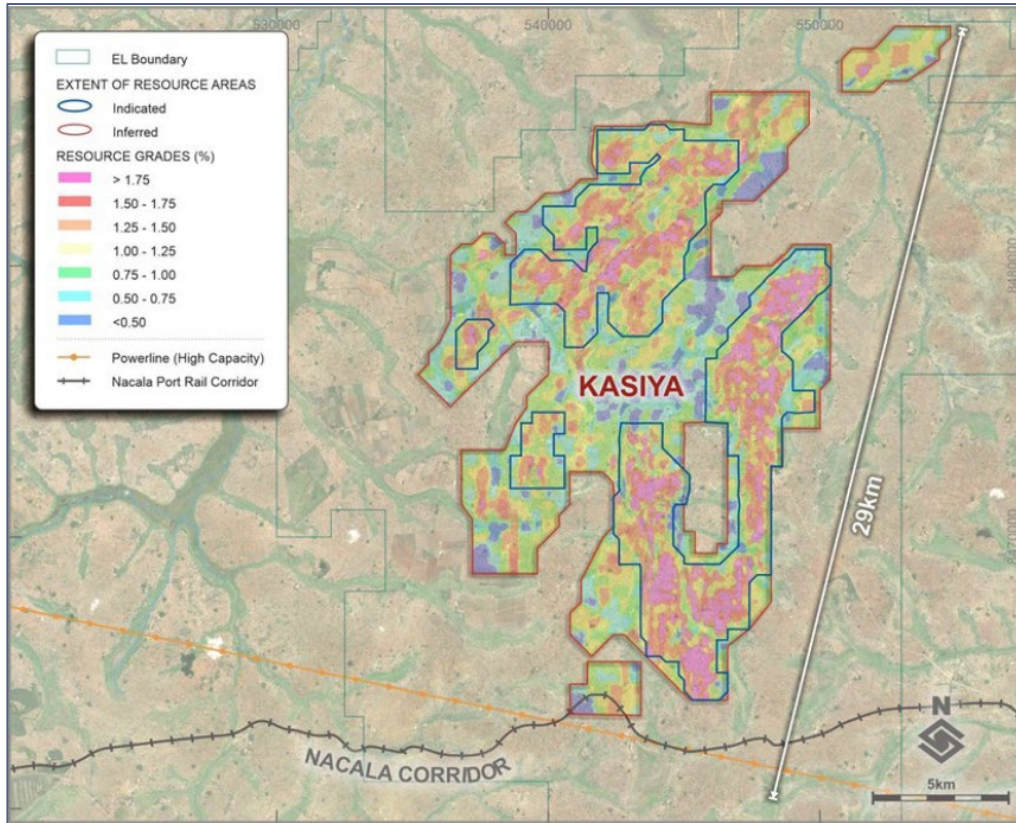 530000
540000
550000
EL Boundary
EXTENT OF RESOURCE AREAS
Indicated
Inferred
RESOURCE GRADES (%)
> 1.75
1.50 - 1.75
1.25 - 1.50
1.00 - 1.25
0.75 - 1.00
0.50 - 0.75
<0.50
Powerline (High Capacity)
Nacala Port Rail Corridor
KASIYA
29km
NACALA CORRIDOR
N
5km